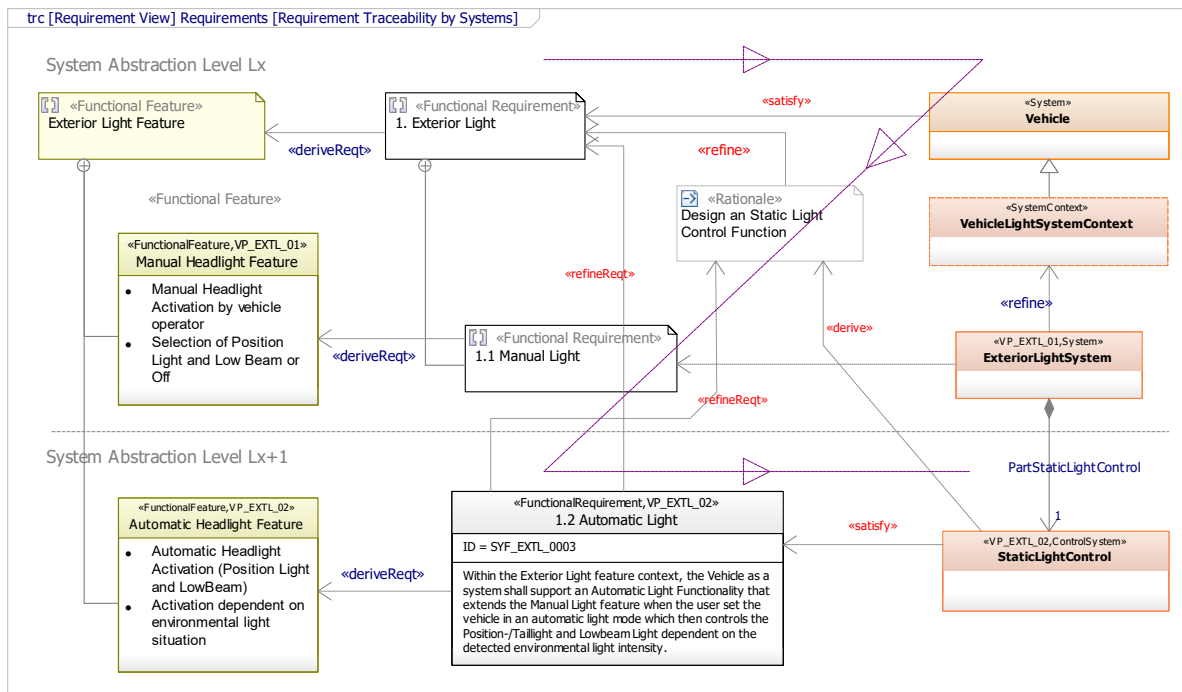 trc [Requirement View] Requirements [Requirement Traceability by Systems]
System Abstraction Level Lx
«Functional Feature»
Exterior Light Feature
«deriveReqt»
«Functional Requirement»
1. Exterior Light
«satisfy»
«System»
Vehicle
«refine»
«Functional Feature»
«Rationale»
Design an Static Light
Control Function
«SystemContext»
VehicleLightSystemContext
«FunctionalFeature,VP_EXTL_01»
Manual Headlight Feature
• Manual Headlight
Activation by vehicle
operator
• Selection of Position
Light and Low Beam or
Off
«refineReqt»
«refine»
«deriveReqt»
«Functional Requirement»
1.1 Manual Light
«derive»
«VP_EXTL_01,System»
ExteriorLightSystem
«refineReqt»
System Abstraction Level Lx+1
PartStaticLightControl
1
«FunctionalFeature,VP_EXTL_02»
Automatic Headlight Feature
• Automatic Headlight
Activation (Position Light
and LowBeam)
• Activation dependent on
environmental light
situation
«deriveReqt»
«FunctionalRequirement,VP_EXTL_02»
1.2 Automatic Light
ID = SYF_EXTL_0003
Within the Exterior Light feature context, the Vehicle as a
system shall support an Automatic Light Functionality that
extends the Manual Light feature when the user set the
vehicle in an automatic light mode which then controls the
Position-/Taillight and Lowbeam Light dependent on the
detected environmental light intensity.
«satisfy»
«VP_EXTL_02,ControlSystem»
StaticLightControl